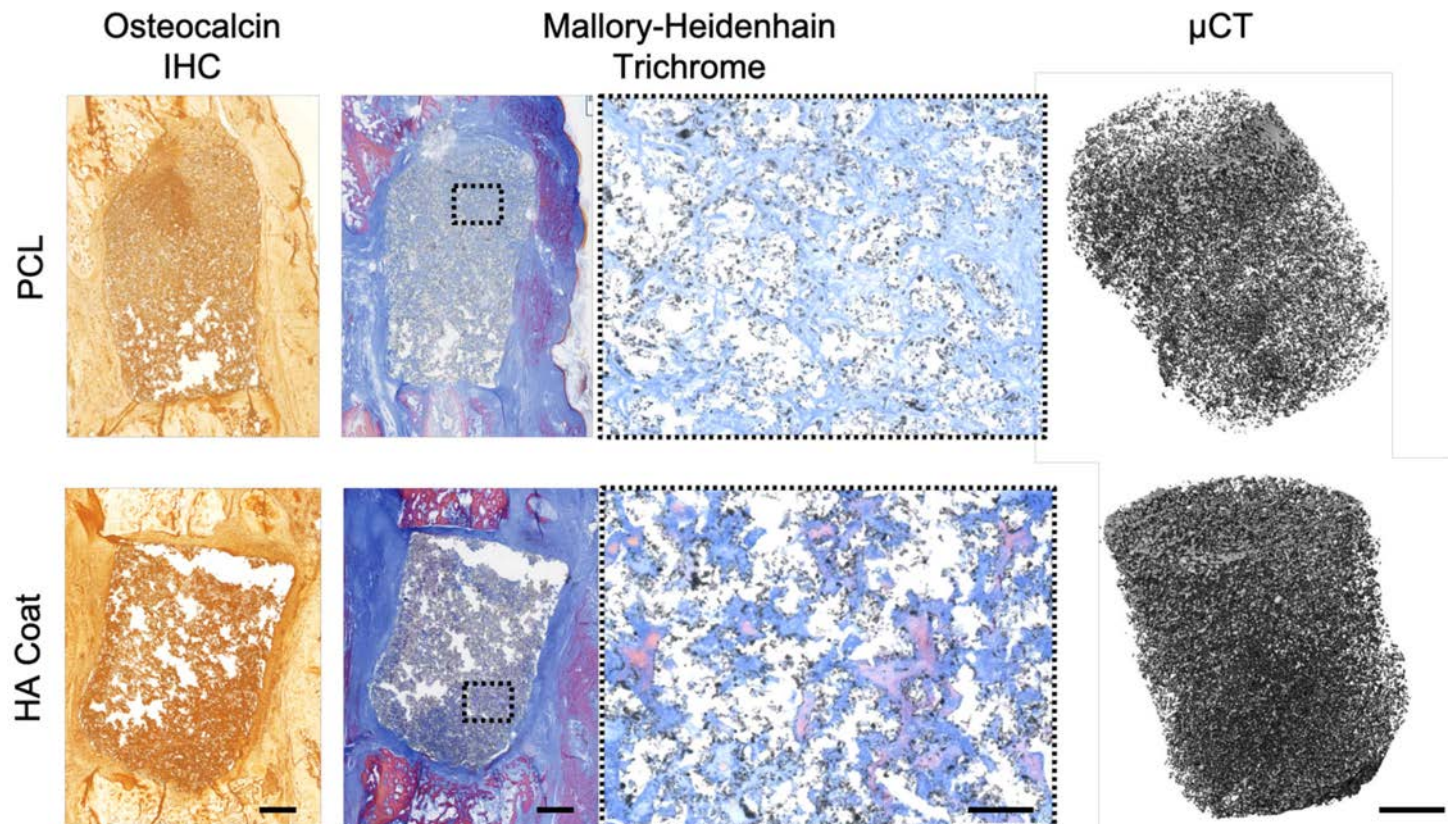 Osteocalcin
IHC
Mallory-Heidenhain
Trichrome
µCT
PCL
HA Coat